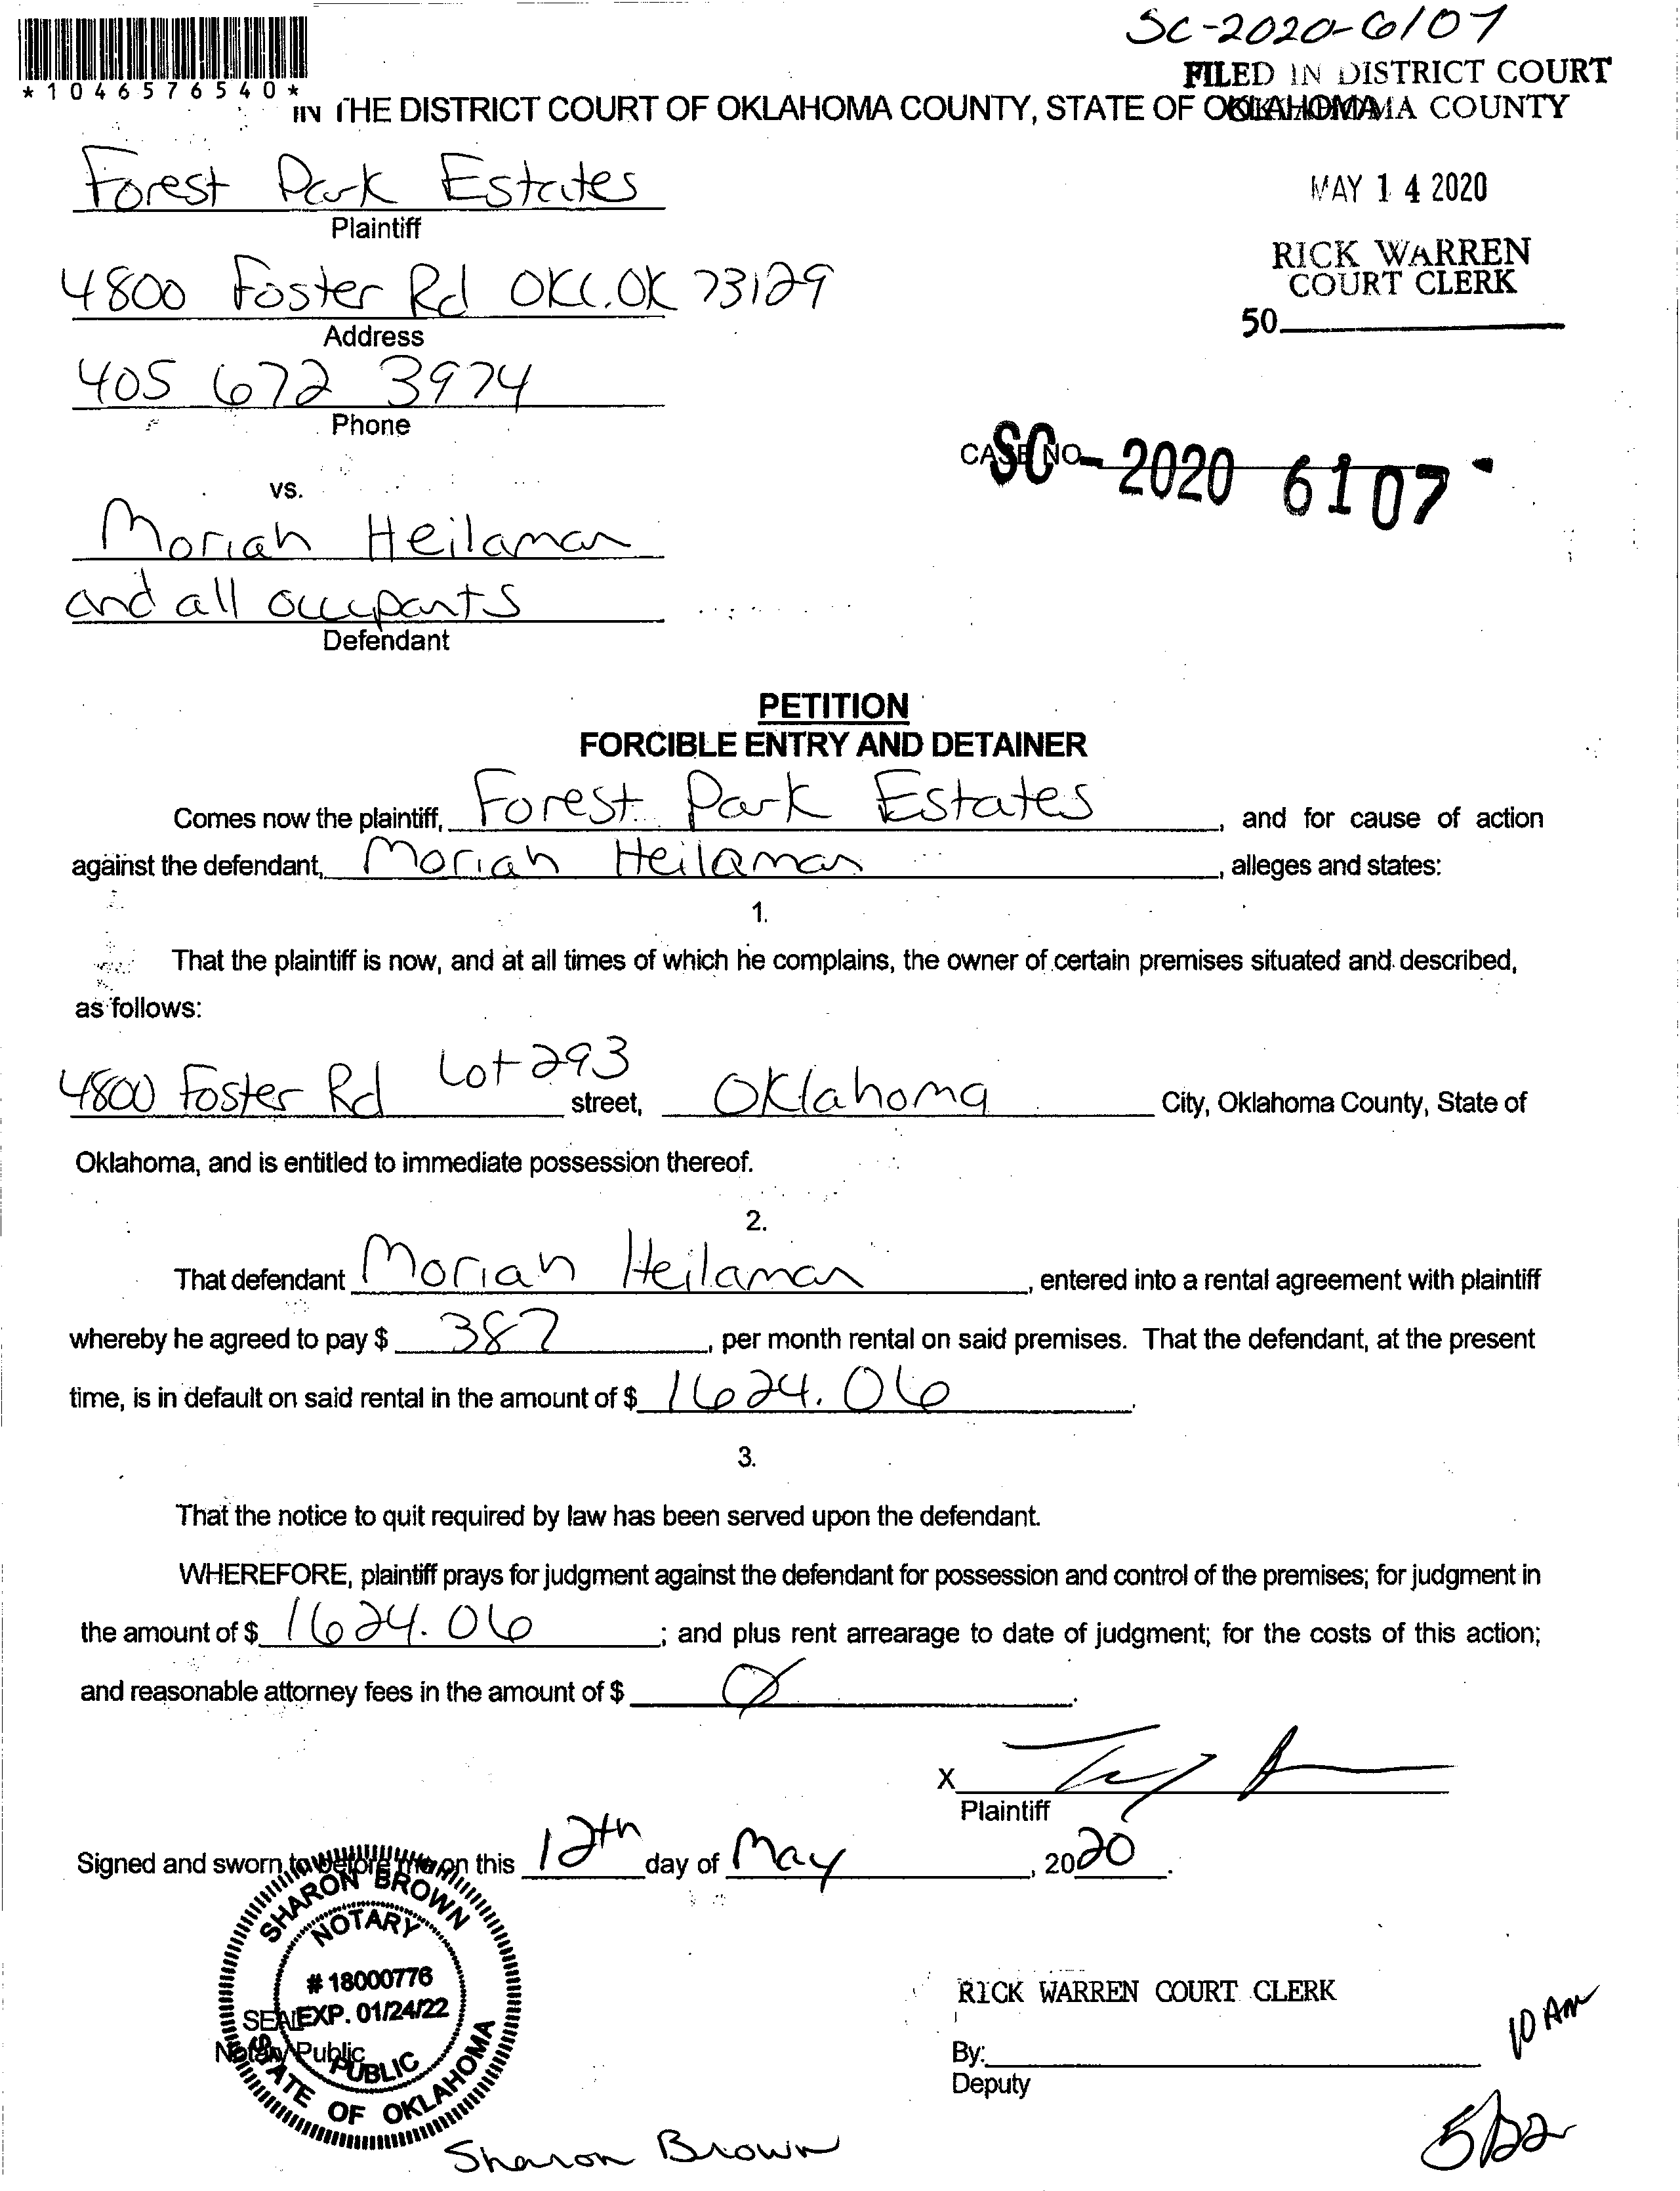 SC-2020-6107
*1046576540*
FILED IN DISTRICT COURT
IN THE DISTRICT COURT OF OKLAHOMA COUNTY, STATE OF OKLAHOMA
OKLAHOMA COUNTY
Forest Park Estates
Plaintiff
MAY 14 2020
4800 Foster Rd OKC.OK 73129
Address
RICK WARREN
COURT CLERK
50
405 672 3974
Phone
CASE NO.
SC-2020 6107
vs.
Moriah Heilaman
and all occupants
Defendant
PETITION
FORCIBLE ENTRY AND DETAINER
Comes now the plaintiff, Forest Park Estates, and for cause of action
against the defendant, Moriah Heilaman, alleges and states:
1.
That the plaintiff is now, and at all times of which he complains, the owner of certain premises situated and described,
as follows:
4800 Foster Rd Lot 293 street, Oklahoma City, Oklahoma County, State of
Oklahoma, and is entitled to immediate possession thereof.
2.
That defendant Moriah Heilaman, entered into a rental agreement with plaintiff
whereby he agreed to pay $ 387, per month rental on said premises. That the defendant, at the present
time, is in default on said rental in the amount of $ 1624.06.
3.
That the notice to quit required by law has been served upon the defendant.
WHEREFORE, plaintiff prays for judgment against the defendant for possession and control of the premises; for judgment in
the amount of $ 1624.06; and plus rent arrearage to date of judgment; for the costs of this action;
and reasonable attorney fees in the amount of $ Ø.
X
Plaintiff
Signed and sworn to before me on this 12th day of May, 2020.
SHARON BROWN
NOTARY
# 18000776
SEAL
EXP. 01/24/22
Notary Public
PUBLIC
STATE OF OKLAHOMA
RICK WARREN COURT CLERK
10 AM
By:
Deputy
5/22
Sharon Brown